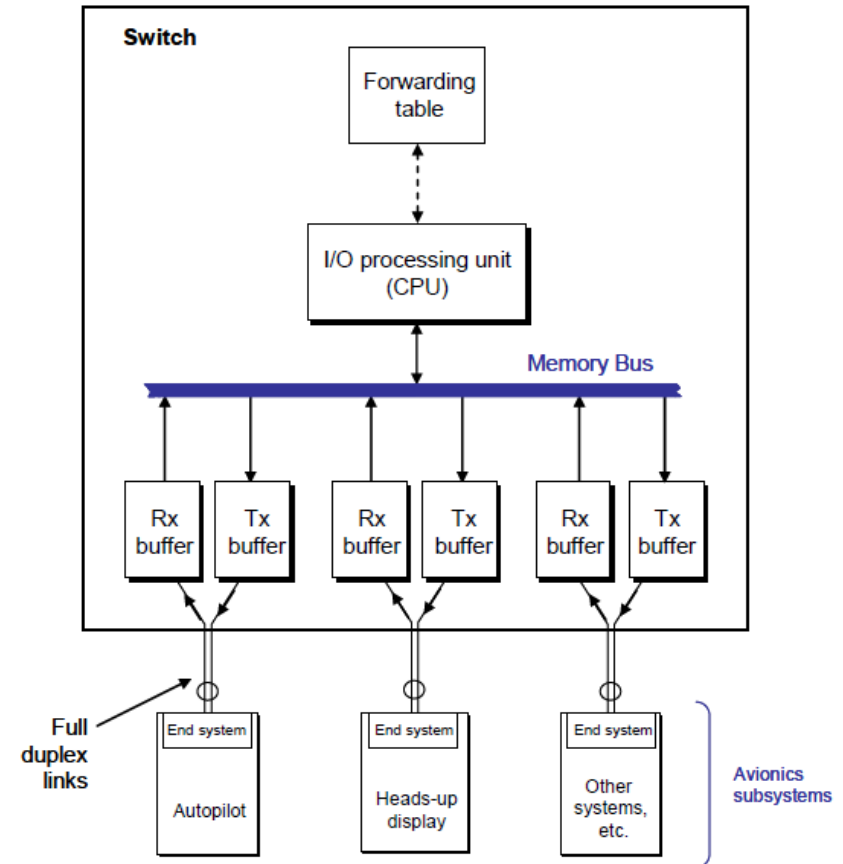 Switch
Forwarding
table
I/O processing unit
(CPU)
Memory Bus
Rx
buffer
Tx
buffer
Rx
buffer
Tx
buffer
Rx
buffer
Tx
buffer
Full
duplex
links
End system
Autopilot
End system
Heads-up
display
End system
Other
systems,
etc.
Avionics
subsystems